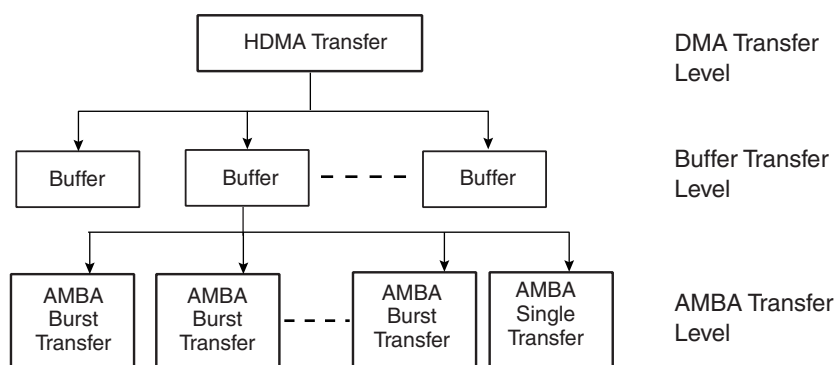 HDMA Transfer
DMA Transfer
Level
Buffer
Buffer
Buffer
Buffer Transfer
Level
AMBA
Burst
Transfer
AMBA
Burst
Transfer
AMBA
Burst
Transfer
AMBA
Single
Transfer
AMBA Transfer
Level